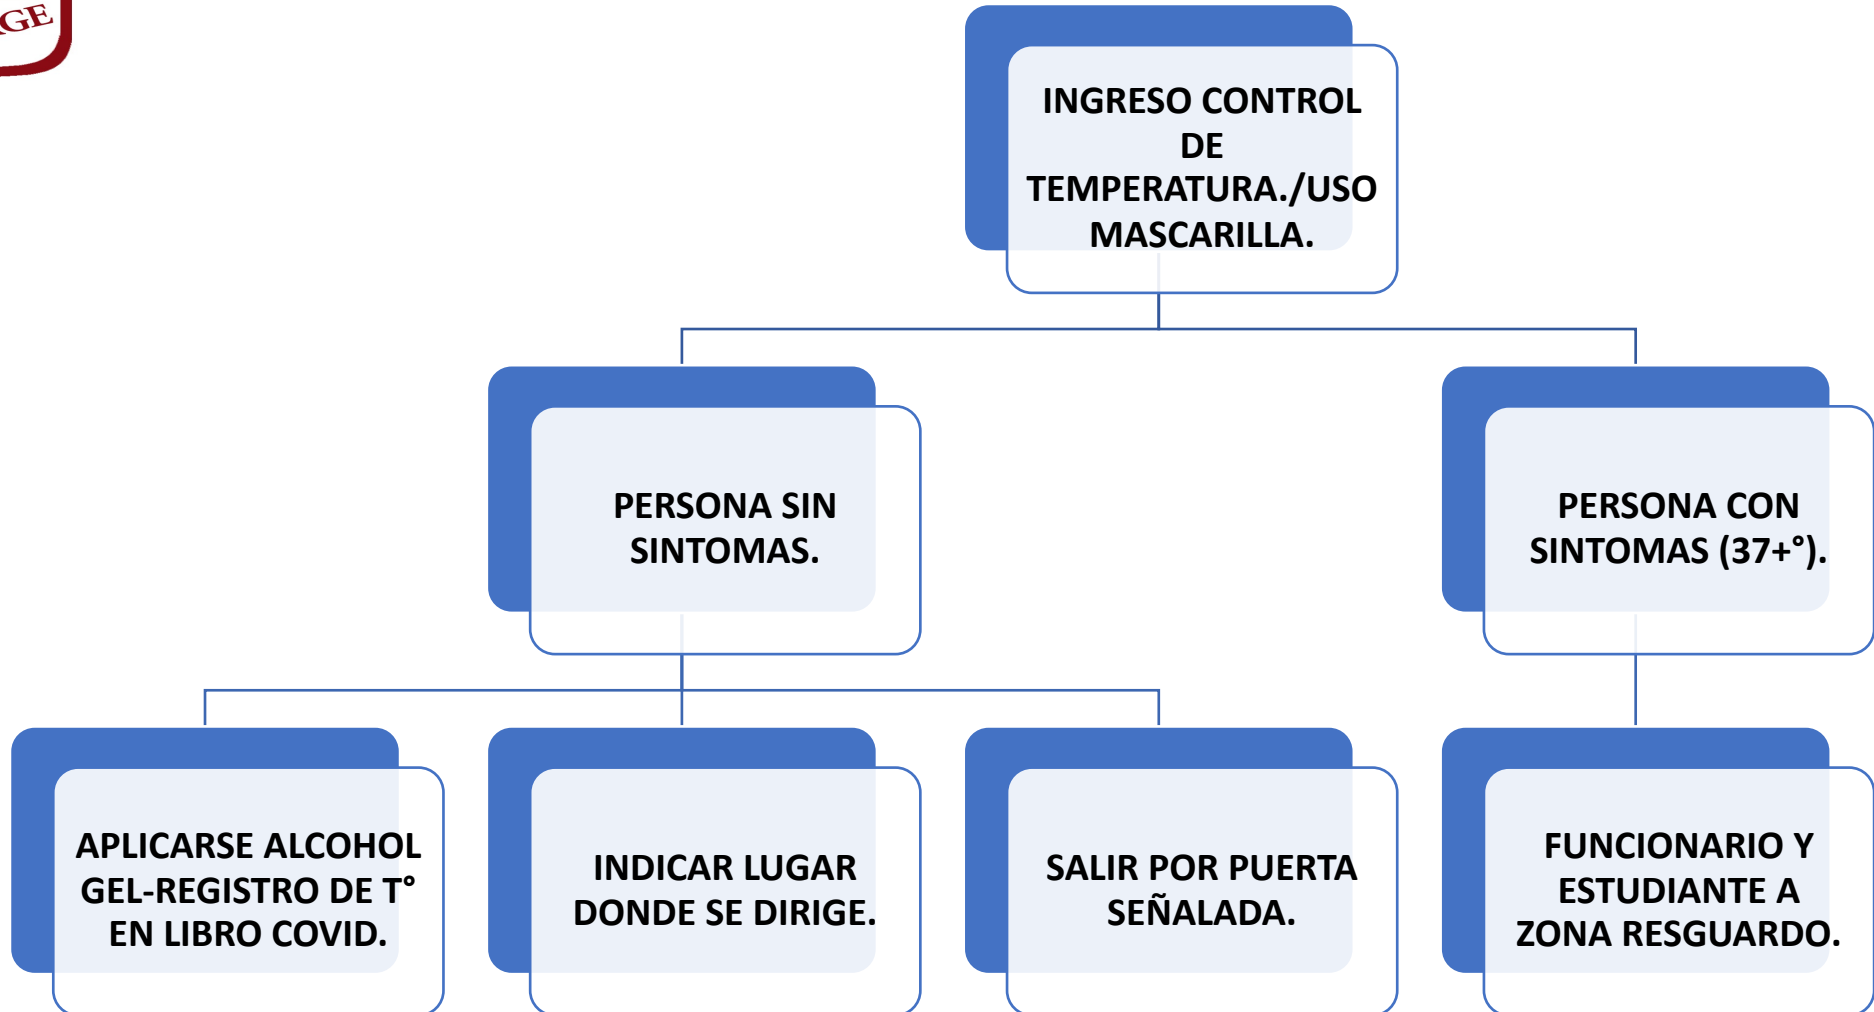 GE
INGRESO CONTROL
DE
TEMPERATURA./USO
MASCARILLA.
PERSONA SIN
SINTOMAS.
PERSONA CON
SINTOMAS (37+°).
APLICARSE ALCOHOL
GEL-REGISTRO DE T°
EN LIBRO COVID.
INDICAR LUGAR
DONDE SE DIRIGE.
SALIR POR PUERTA
SEÑALADA.
FUNCIONARIO Y
ESTUDIANTE A
ZONA RESGUARDO.